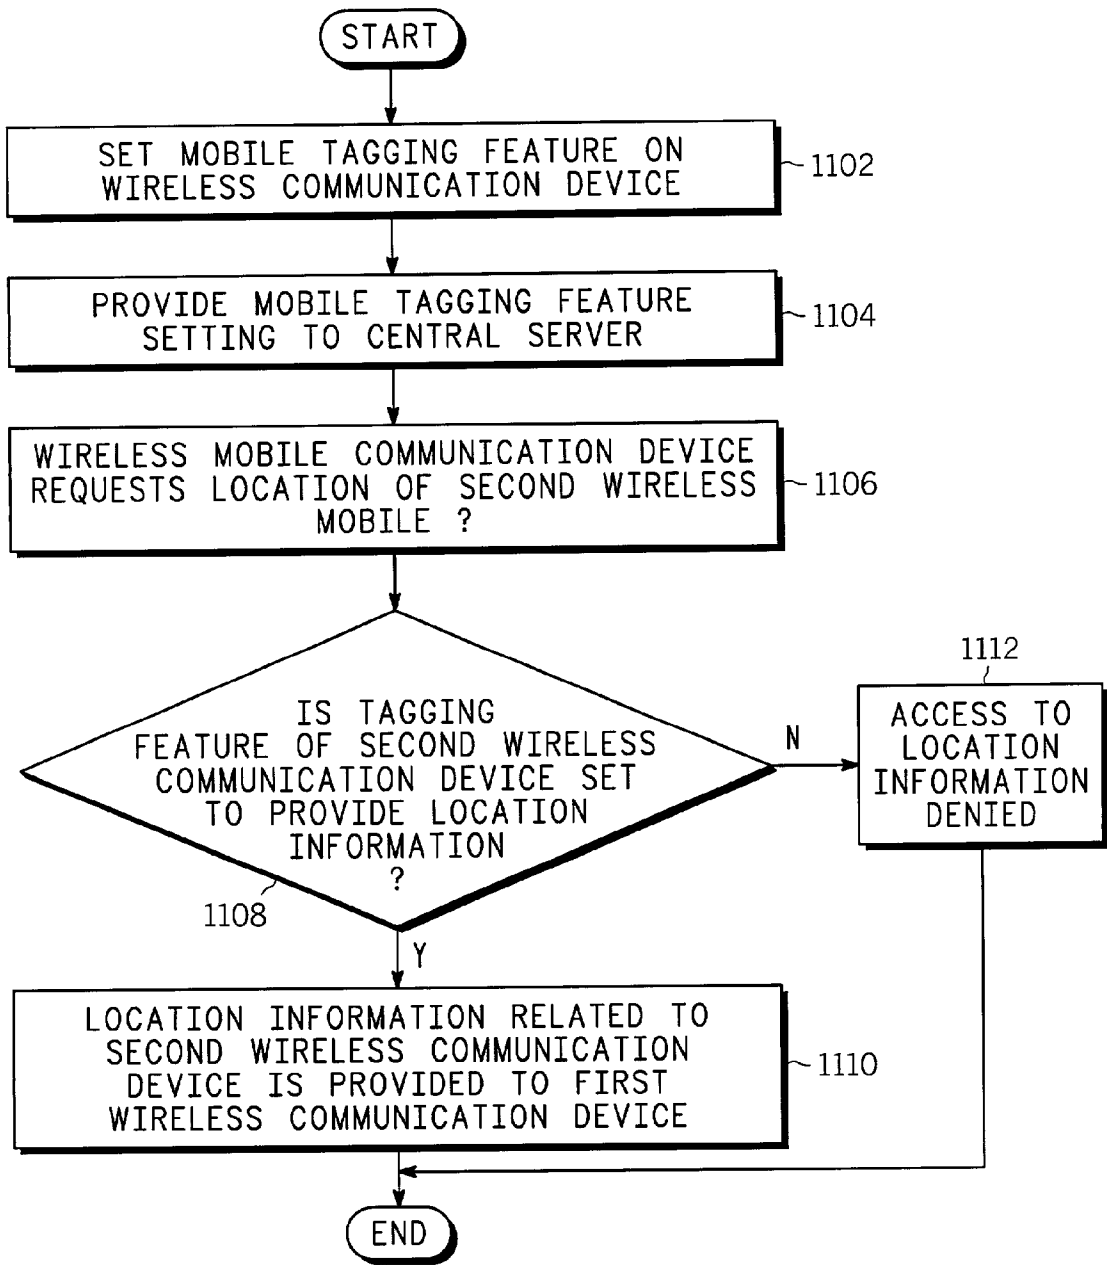 START
SET MOBILE TAGGING FEATURE ON
WIRELESS COMMUNICATION DEVICE
1102
PROVIDE MOBILE TAGGING FEATURE
SETTING TO CENTRAL SERVER
1104
WIRELESS MOBILE COMMUNICATION DEVICE
REQUESTS LOCATION OF SECOND WIRELESS
MOBILE ?
1106
IS TAGGING
FEATURE OF SECOND WIRELESS
COMMUNICATION DEVICE SET
TO PROVIDE LOCATION
INFORMATION
?
1108
N
1112
ACCESS TO
LOCATION
INFORMATION
DENIED
Y
LOCATION INFORMATION RELATED TO
SECOND WIRELESS COMMUNICATION
DEVICE IS PROVIDED TO FIRST
WIRELESS COMMUNICATION DEVICE
1110
END